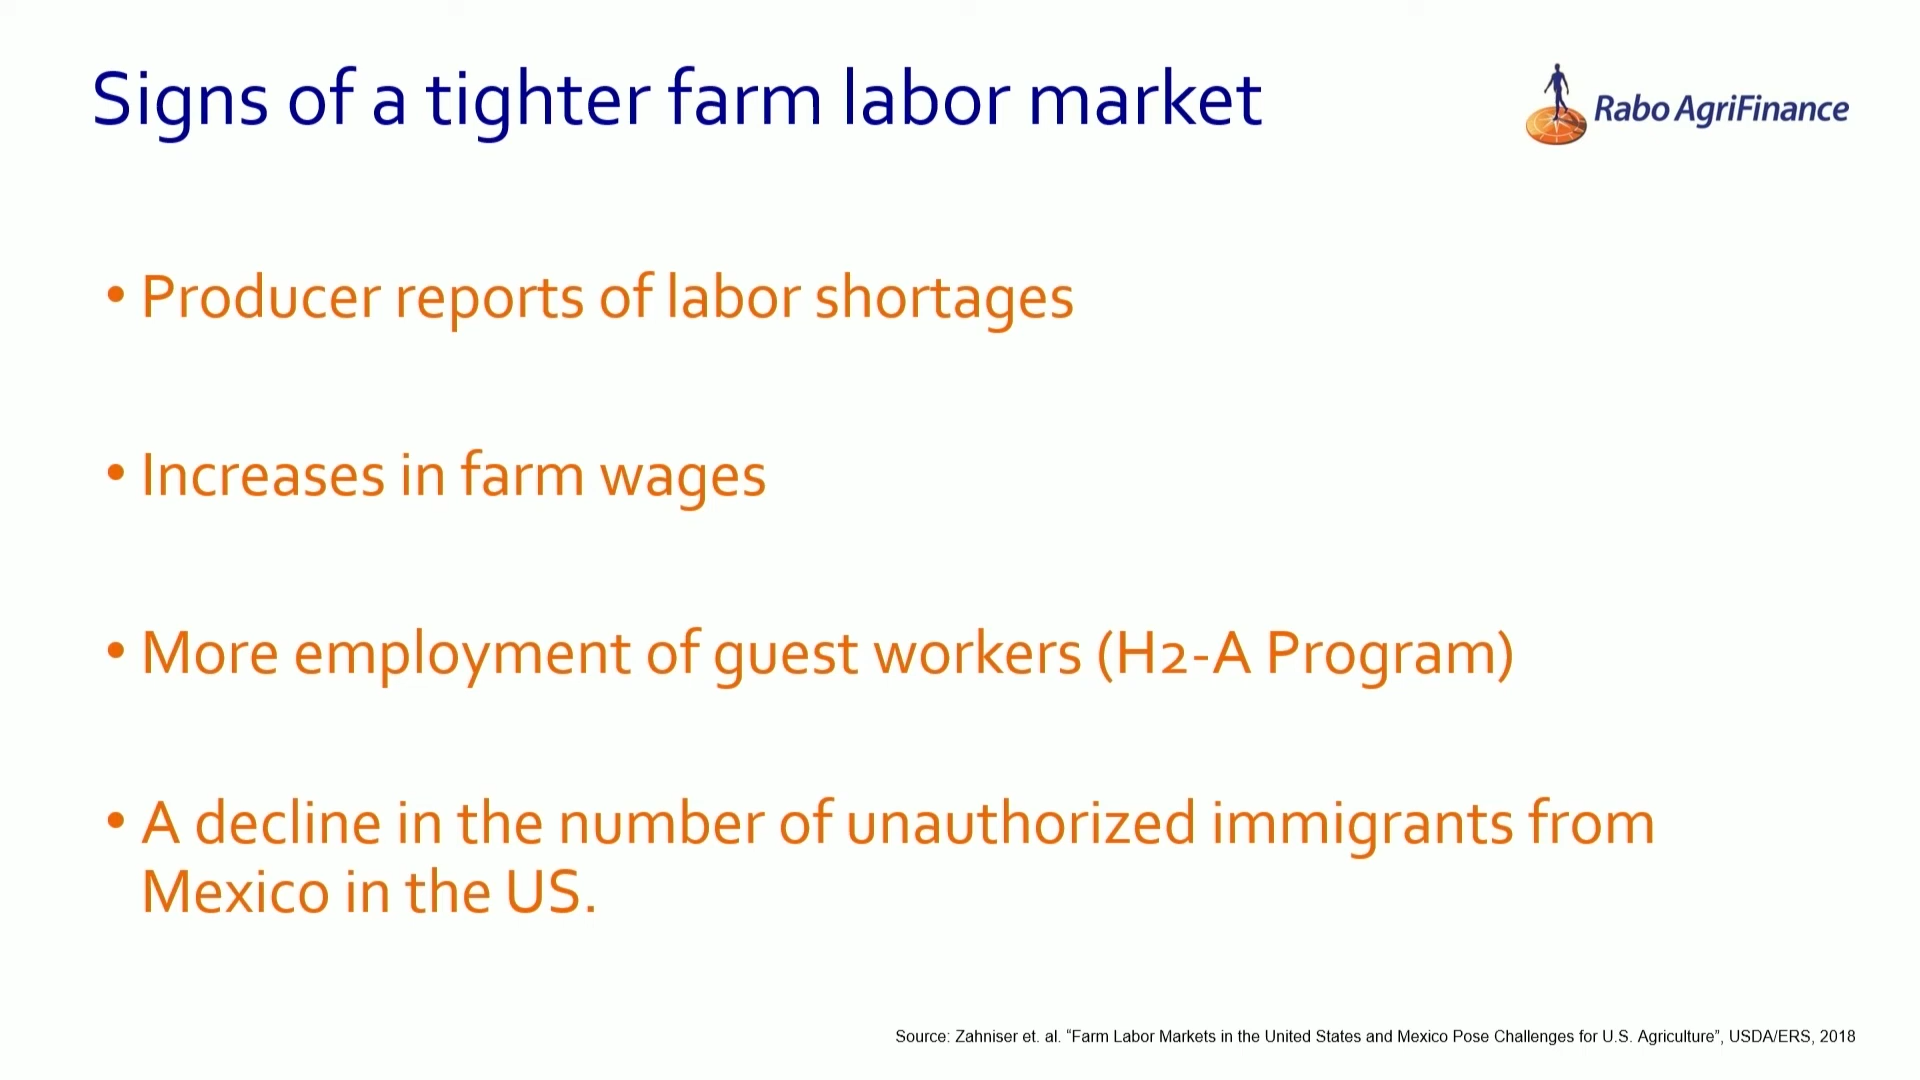 Signs of a tighter farm labor market
Rabo AgriFinance
• Producer reports of labor shortages
• Increases in farm wages
• More employment of guest workers (H2-A Program)
• A decline in the number of unauthorized immigrants from
Mexico in the US.
Source: Zahniser et. al. “Farm Labor Markets in the United States and Mexico Pose Challenges for U.S. Agriculture”, USDA/ERS, 2018